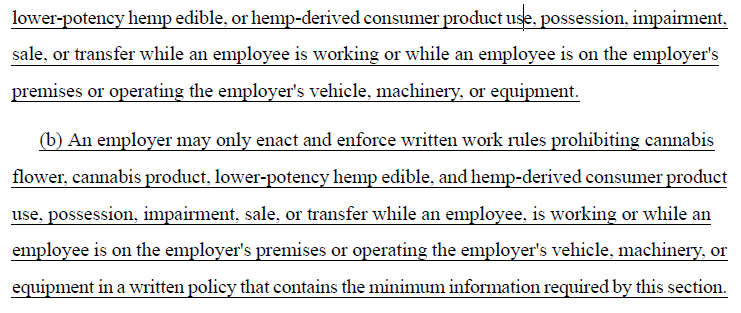 lower-potency hemp edible, or hemp-derived consumer product use, possession, impairment,
sale, or transfer while an employee is working or while an employee is on the employer's
premises or operating the employer's vehicle, machinery, or equipment.
(b) An employer may only enact and enforce written work rules prohibiting cannabis
flower, cannabis product, lower-potency hemp edible, and hemp-derived consumer product
use, possession, impairment, sale, or transfer while an employee, is working or while an
employee is on the employer's premises or operating the employer's vehicle, machinery, or
equipment in a written policy that contains the minimum information required by this section.